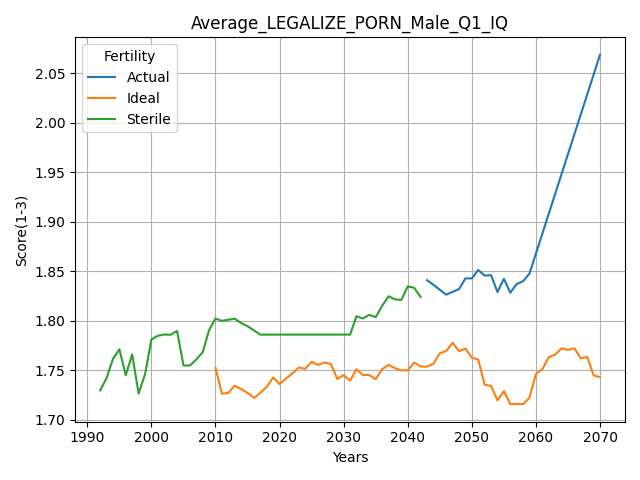 Average_LEGALIZE_PORN_Male_Q1_IQ
Fertility
Actual
Ideal
Sterile
Score(1-3)
2.05
2.00
1.95
1.90
1.85
1.80
1.75
1.70
1990 2000 2010 2020 2030 2040 2050 2060 2070
Years